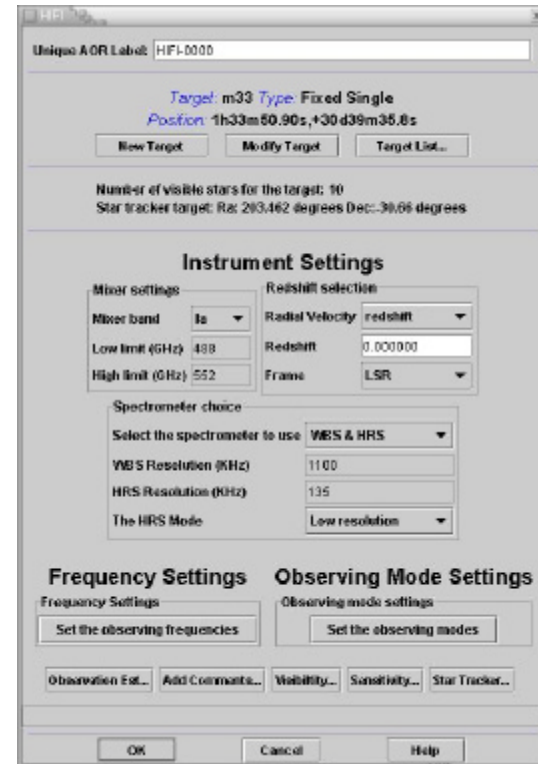 HIFI
Unique AOR Label: HIFI-0000
Target: m33 Type: Fixed Single
Position: 1h33m50.90s,+30d39m35.8s
New Target Modify Target Target List...
Number of visible stars for the target: 10
Star tracker target: Ra: 203.462 degrees Dec: -30.66 degrees
Instrument Settings
Mixer settings Redshift selection
Mixer band Ia Radial Velocity redshift
Low limit (GHz) 488 Redshift 0.000000
High limit (GHz) 552 Frame LSR
Spectrometer choice
Select the spectrometer to use WBS & HRS
WBS Resolution (KHz) 1100
HRS Resolution (KHz) 135
The HRS Mode Low resolution
Frequency Settings Observing Mode Settings
Frequency Settings Observing mode settings
Set the observing frequencies Set the observing modes
Observation Est... Add Comments... Visibility... Sensitivity... Star Tracker...
OK Cancel Help